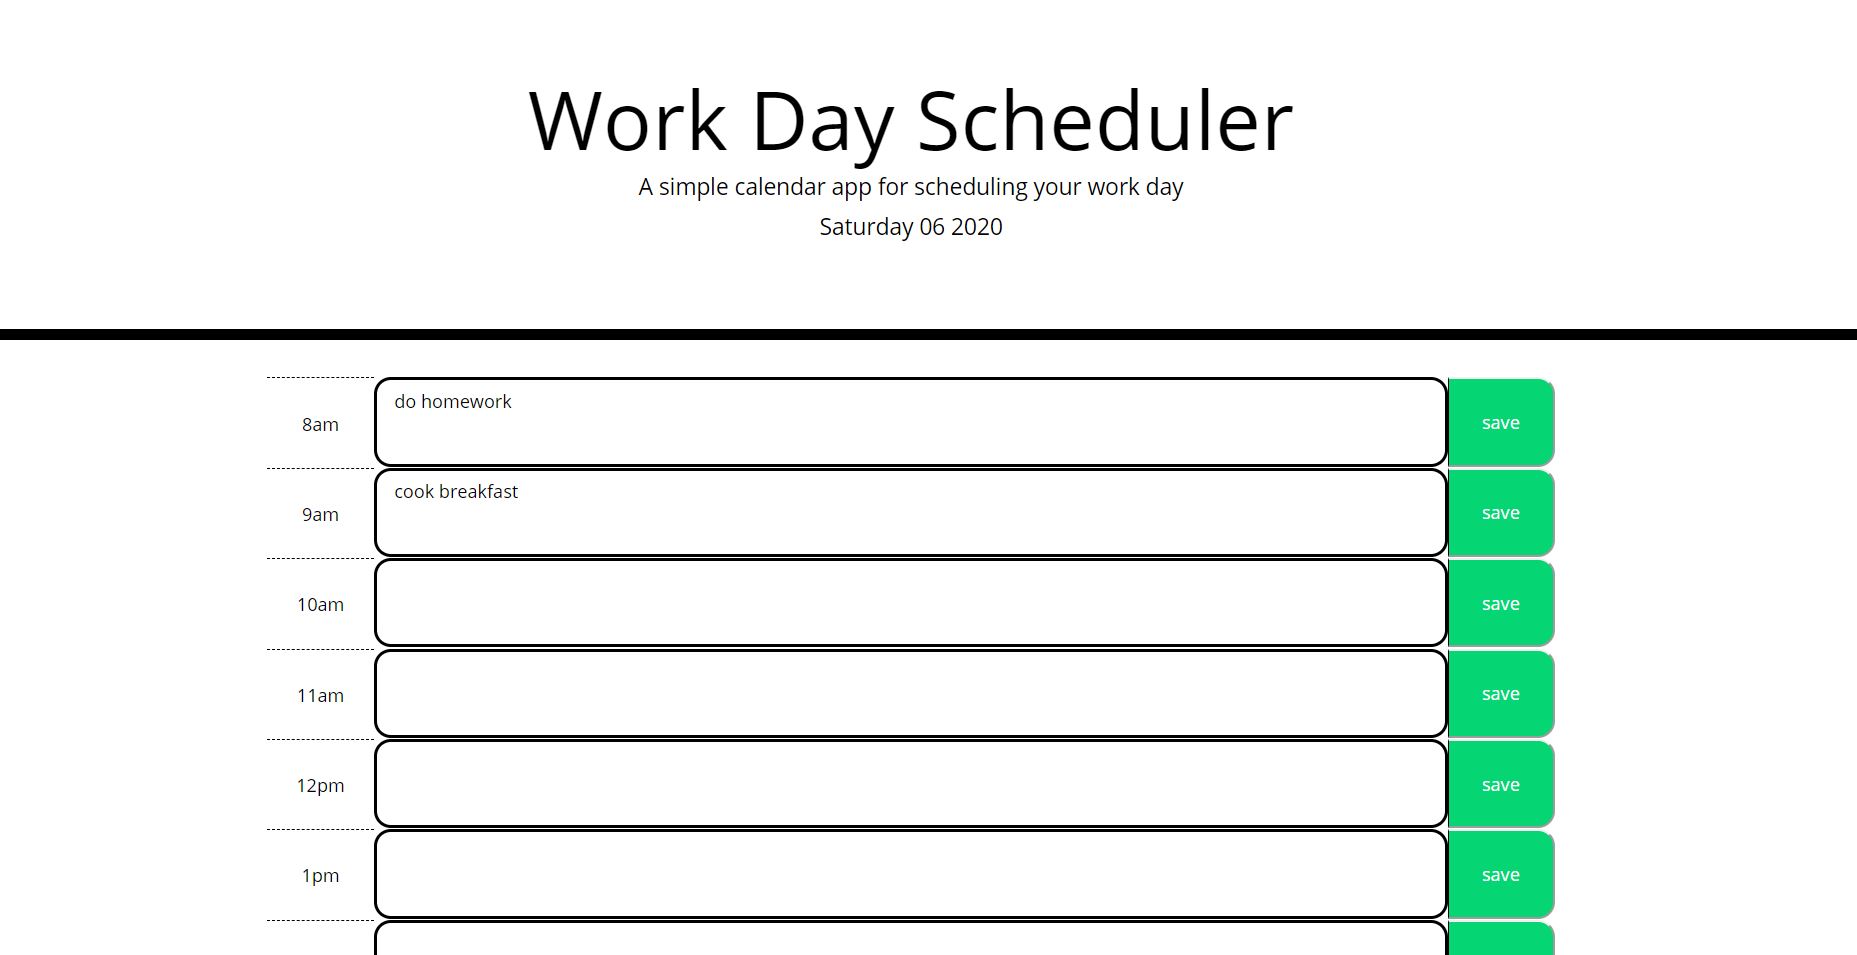 Work Day Scheduler
A simple calendar app for scheduling your work day
Saturday 06 2020
8am do homework save
9am cook breakfast save
10am save
11am save
12pm save
1pm save